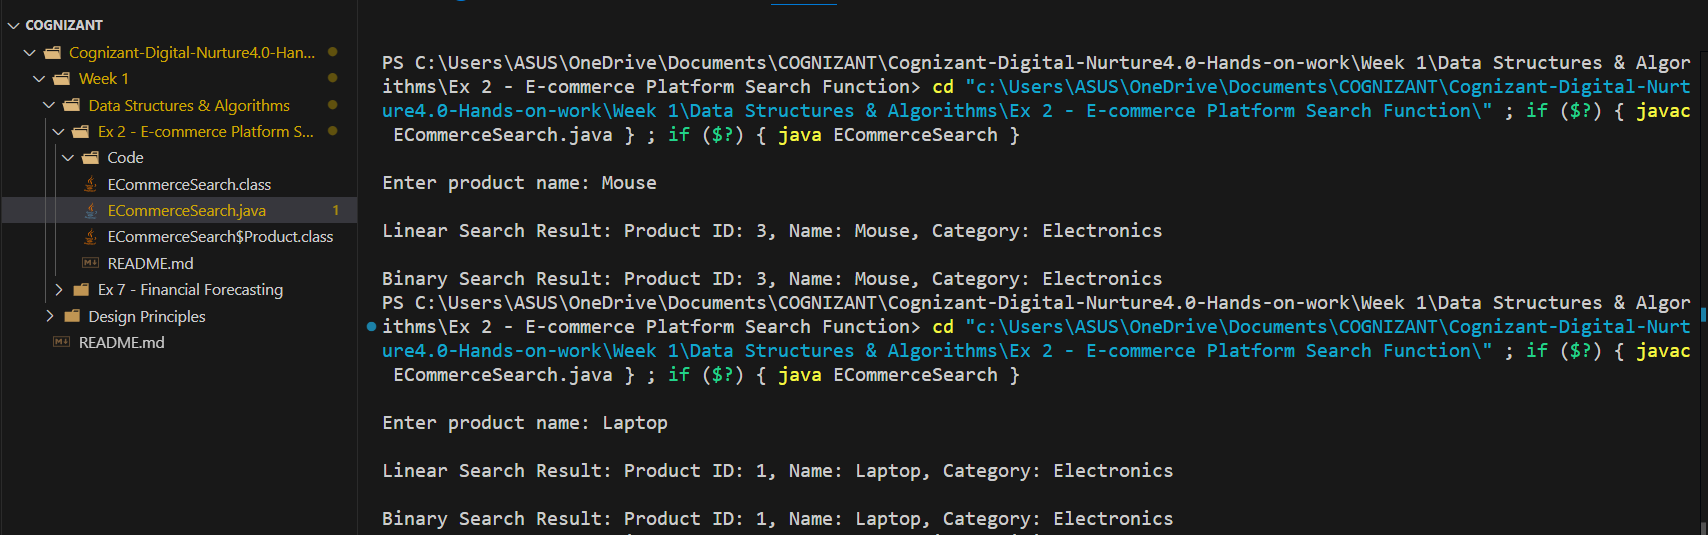 COGNIZANT
Cognizant-Digital-Nurture4.0-Han...
Week 1
Data Structures & Algorithms
Ex 2 - E-commerce Platform S...
Code
ECommerceSearch.class
ECommerceSearch.java 1
ECommerceSearch$Product.class
README.md
Ex 7 - Financial Forecasting
Design Principles
README.md
PS C:\Users\ASUS\OneDrive\Documents\COGNIZANT\Cognizant-Digital-Nurture4.0-Hands-on-work\Week 1\Data Structures & Algor
ithms\Ex 2 - E-commerce Platform Search Function> cd "c:\Users\ASUS\OneDrive\Documents\COGNIZANT\Cognizant-Digital-Nurt
ure4.0-Hands-on-work\Week 1\Data Structures & Algorithms\Ex 2 - E-commerce Platform Search Function\" ; if ($?) { javac
ECommerceSearch.java } ; if ($?) { java ECommerceSearch }
Enter product name: Mouse
Linear Search Result: Product ID: 3, Name: Mouse, Category: Electronics
Binary Search Result: Product ID: 3, Name: Mouse, Category: Electronics
PS C:\Users\ASUS\OneDrive\Documents\COGNIZANT\Cognizant-Digital-Nurture4.0-Hands-on-work\Week 1\Data Structures & Algor
ithms\Ex 2 - E-commerce Platform Search Function> cd "c:\Users\ASUS\OneDrive\Documents\COGNIZANT\Cognizant-Digital-Nurt
ure4.0-Hands-on-work\Week 1\Data Structures & Algorithms\Ex 2 - E-commerce Platform Search Function\" ; if ($?) { javac
ECommerceSearch.java } ; if ($?) { java ECommerceSearch }
Enter product name: Laptop
Linear Search Result: Product ID: 1, Name: Laptop, Category: Electronics
Binary Search Result: Product ID: 1, Name: Laptop, Category: Electronics